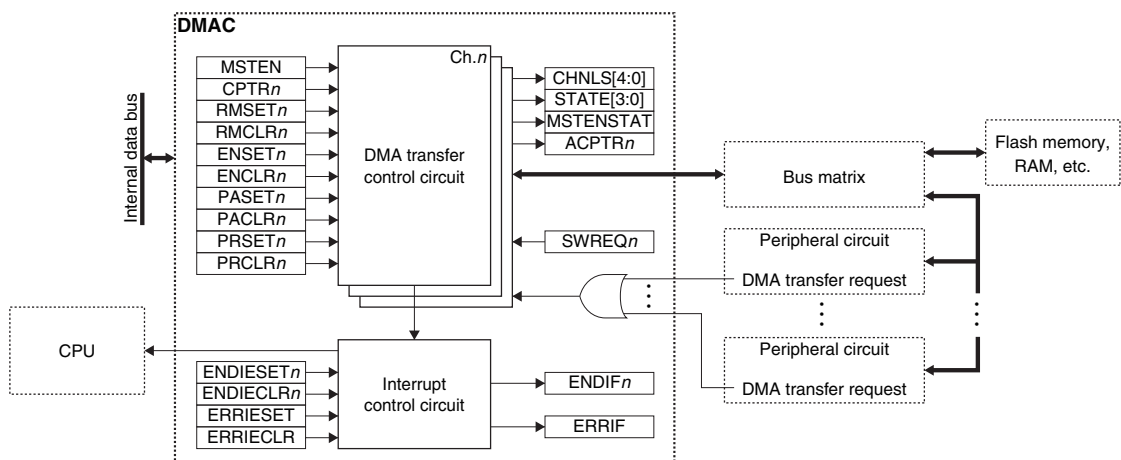 DMAC
Internal data bus
MSTEN
CPTRn
RMSETn
RMCLRn
ENSETn
ENCLRn
PASETn
PACLRn
PRSETn
PRCLRn
Ch.n
DMA transfer
control circuit
CHNLS[4:0]
STATE[3:0]
MSTENSTAT
ACPTRn
SWREQn
Bus matrix
Flash memory,
RAM, etc.
Peripheral circuit
DMA transfer request
Peripheral circuit
DMA transfer request
CPU
ENDIESETn
ENDIECLRn
ERRIESET
ERRIECLR
Interrupt
control circuit
ENDIFn
ERRIF